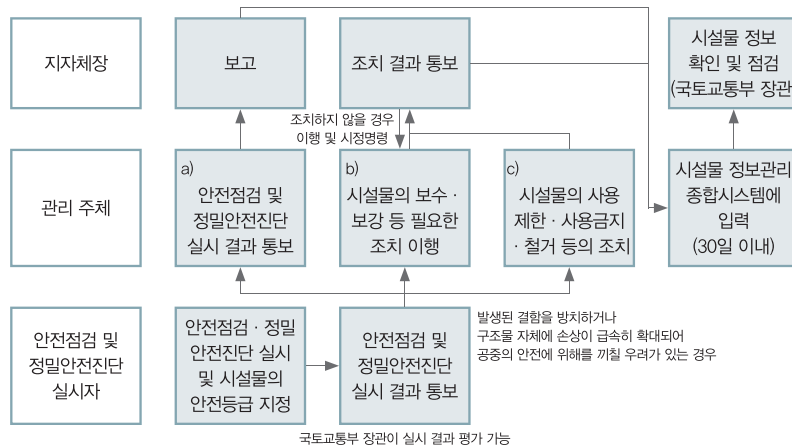 지자체장
보고
조치 결과 통보
시설물 정보
확인 및 점검
(국토교통부 장관
조치하지 않을 경우
이행 및 시정명령
관리 주체
a)
안전점검 및
정밀안전진단
실시 결과 통보
b)
시설물의 보수 ·
보강 등 필요한
조치 이행
c)
시설물의 사용
제한 · 사용금지
· 철거 등의 조치
시설물 정보관리
종합시스템에
입력
(30일 이내)
안전점검 및
정밀안전진단
실시자
안전점검 · 정밀
안전진단 실시
및 시설물의
안전등급 지정
안전점검 및
정밀안전진단
실시 결과 통보
발생된 결함을 방치하거나
구조물 자체에 손상이 급속히 확대되어
공중의 안전에 위해를 끼칠 우려가 있는 경우
국토교통부 장관이 실시 결과 평가 가능